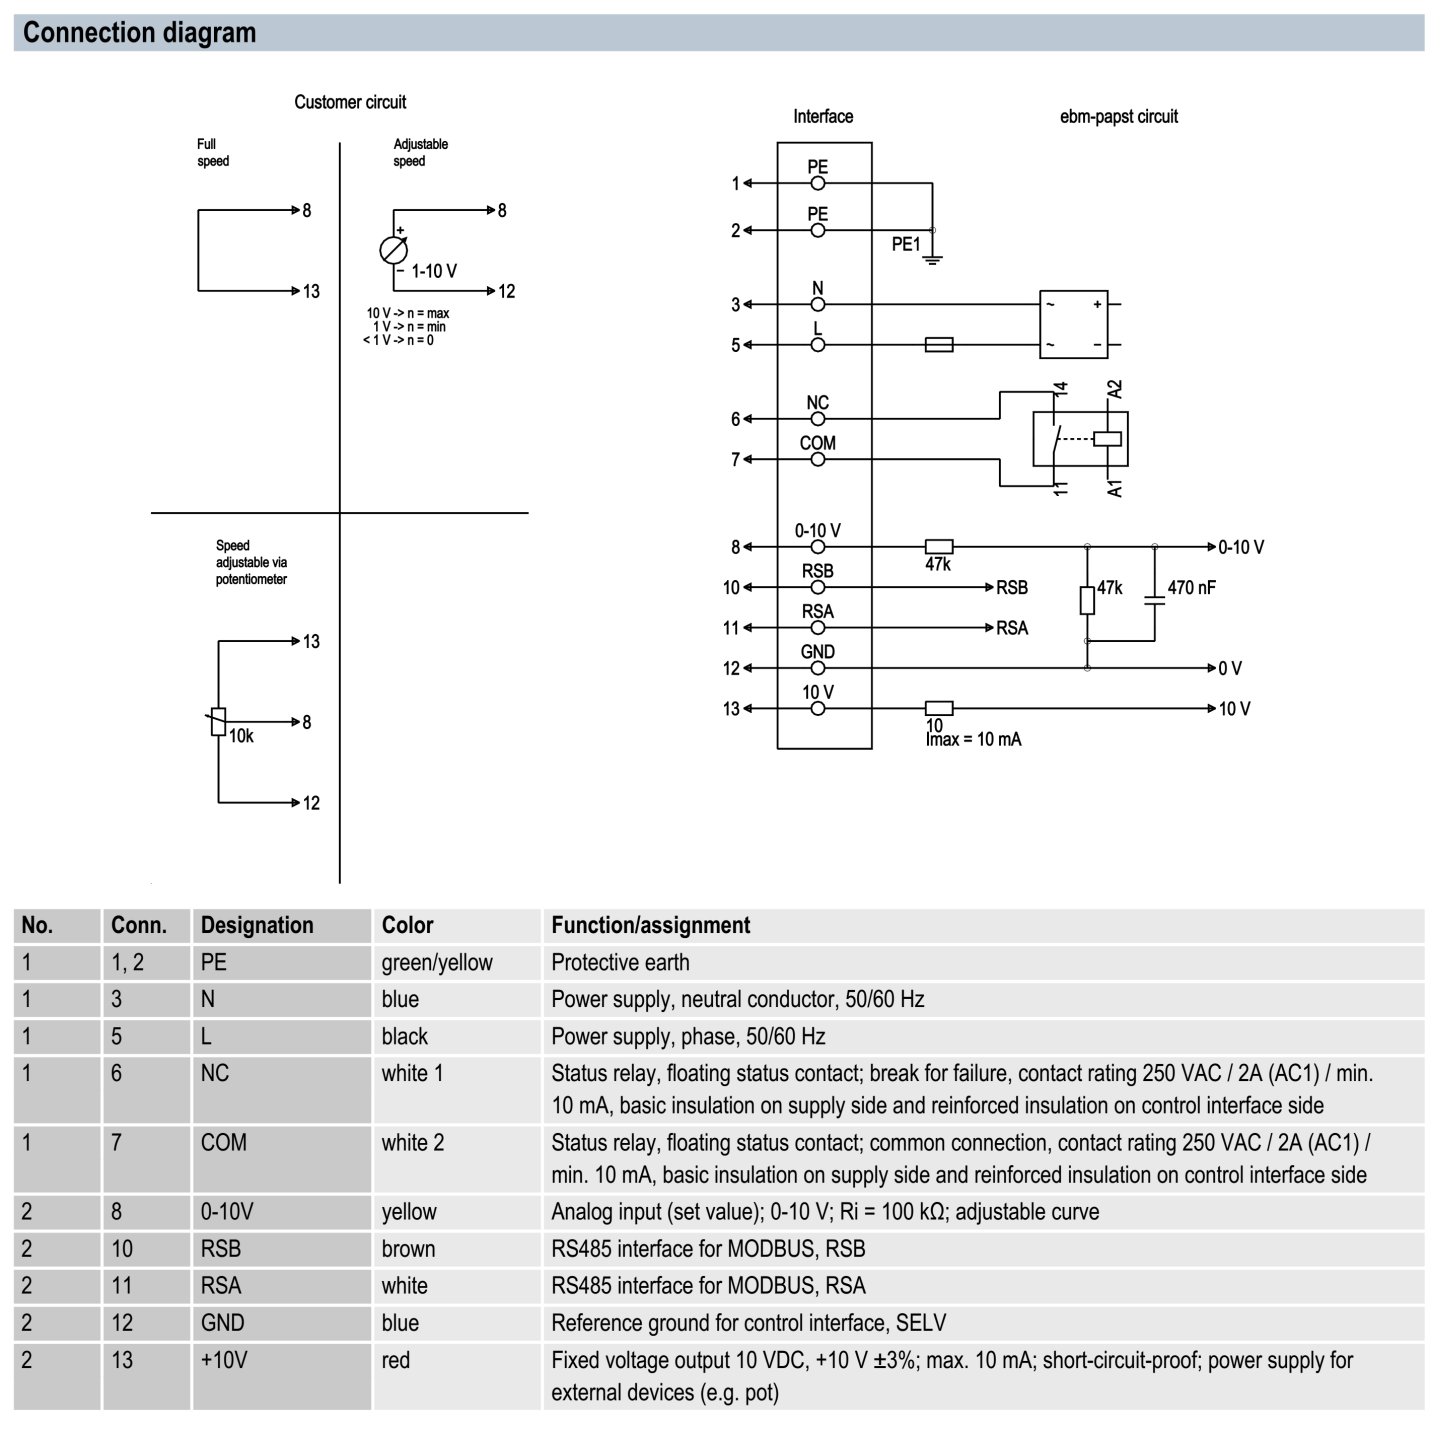 Connection diagram
Customer circuit
Full
speed
8
13
Adjustable
speed
8
+
–
1-10 V
12
10 V -> n = max
1 V -> n = min
< 1 V -> n = 0
Speed
adjustable via
potentiometer
13
8
10k
12
Interface
ebm-papst circuit
1
PE
2
PE
PE1
3
N
~
+
5
L
~
–
6
NC
14
A2
7
COM
11
A1
8
0-10 V
47k
0-10 V
10
RSB
RSB
47k
470 nF
11
RSA
RSA
12
GND
0 V
13
10 V
10
Imax = 10 mA
10 V
No. Conn. Designation Color Function/assignment
1 1, 2 PE green/yellow Protective earth
1 3 N blue Power supply, neutral conductor, 50/60 Hz
1 5 L black Power supply, phase, 50/60 Hz
1 6 NC white 1 Status relay, floating status contact; break for failure, contact rating 250 VAC / 2A (AC1) / min.
10 mA, basic insulation on supply side and reinforced insulation on control interface side
1 7 COM white 2 Status relay, floating status contact; common connection, contact rating 250 VAC / 2A (AC1) /
min. 10 mA, basic insulation on supply side and reinforced insulation on control interface side
2 8 0-10V yellow Analog input (set value); 0-10 V; Ri = 100 kΩ; adjustable curve
2 10 RSB brown RS485 interface for MODBUS, RSB
2 11 RSA white RS485 interface for MODBUS, RSA
2 12 GND blue Reference ground for control interface, SELV
2 13 +10V red Fixed voltage output 10 VDC, +10 V ±3%; max. 10 mA; short-circuit-proof; power supply for
external devices (e.g. pot)